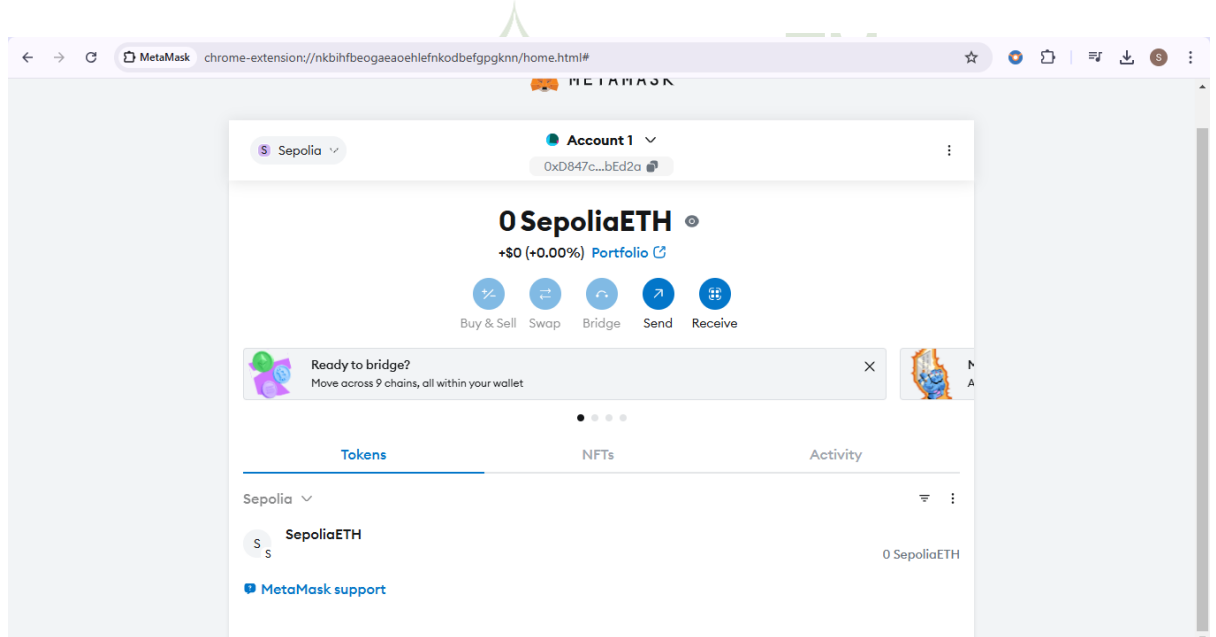 MetaMask chrome-extension://nkbihfbeogaeaoehlefnkodbefgpgknn/home.html#
S
METAMASK
S Sepolia
Account 1
0xD847c...bEd2a
0 SepoliaETH
+$0 (+0.00%) Portfolio
Buy & Sell Swap Bridge Send Receive
Ready to bridge?
Move across 9 chains, all within your wallet
Tokens NFTs Activity
Sepolia
S S
SepoliaETH
0 SepoliaETH
MetaMask support